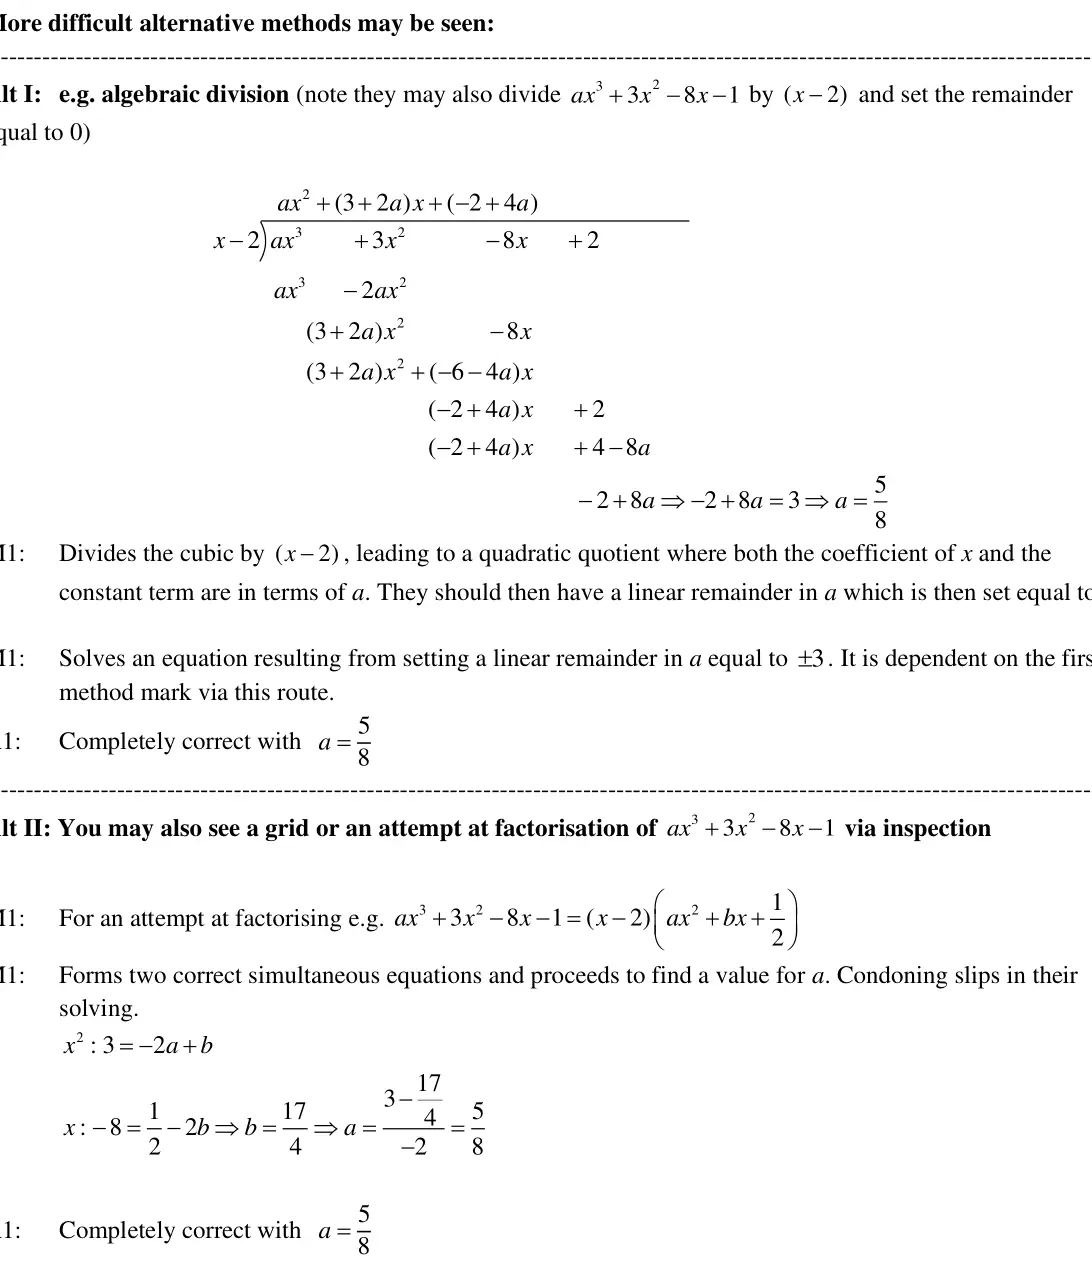 More difficult alternative methods may be seen:
lt I: e.g. algebraic division (note they may also divide ax³ + 3x² − 8x − 1 by (x − 2) and set the remainder
qual to 0)
ax² + (3 + 2a)x + (−2 + 4a)
x − 2)ax³ + 3x² − 8x + 2
ax³ − 2ax²
(3 + 2a)x² − 8x
(3 + 2a)x² + (−6 − 4a)x
(−2 + 4a)x + 2
(−2 + 4a)x + 4 − 8a
− 2 + 8a ⇒ −2 + 8a = 3 ⇒ a = 5/8
M1: Divides the cubic by (x − 2), leading to a quadratic quotient where both the coefficient of x and the
constant term are in terms of a. They should then have a linear remainder in a which is then set equal to
M1: Solves an equation resulting from setting a linear remainder in a equal to ±3. It is dependent on the firs
method mark via this route.
1: Completely correct with a = 5/8
lt II: You may also see a grid or an attempt at factorisation of ax³ + 3x² − 8x − 1 via inspection
M1: For an attempt at factorising e.g. ax³ + 3x² − 8x − 1 = (x − 2)(ax² + bx + 1/2)
M1: Forms two correct simultaneous equations and proceeds to find a value for a. Condoning slips in their
solving.
x² : 3 = −2a + b
x : −8 = 1/2 − 2b ⇒ b = 17/4 ⇒ a = (3 − 17/4)/−2 = 5/8
1: Completely correct with a = 5/8